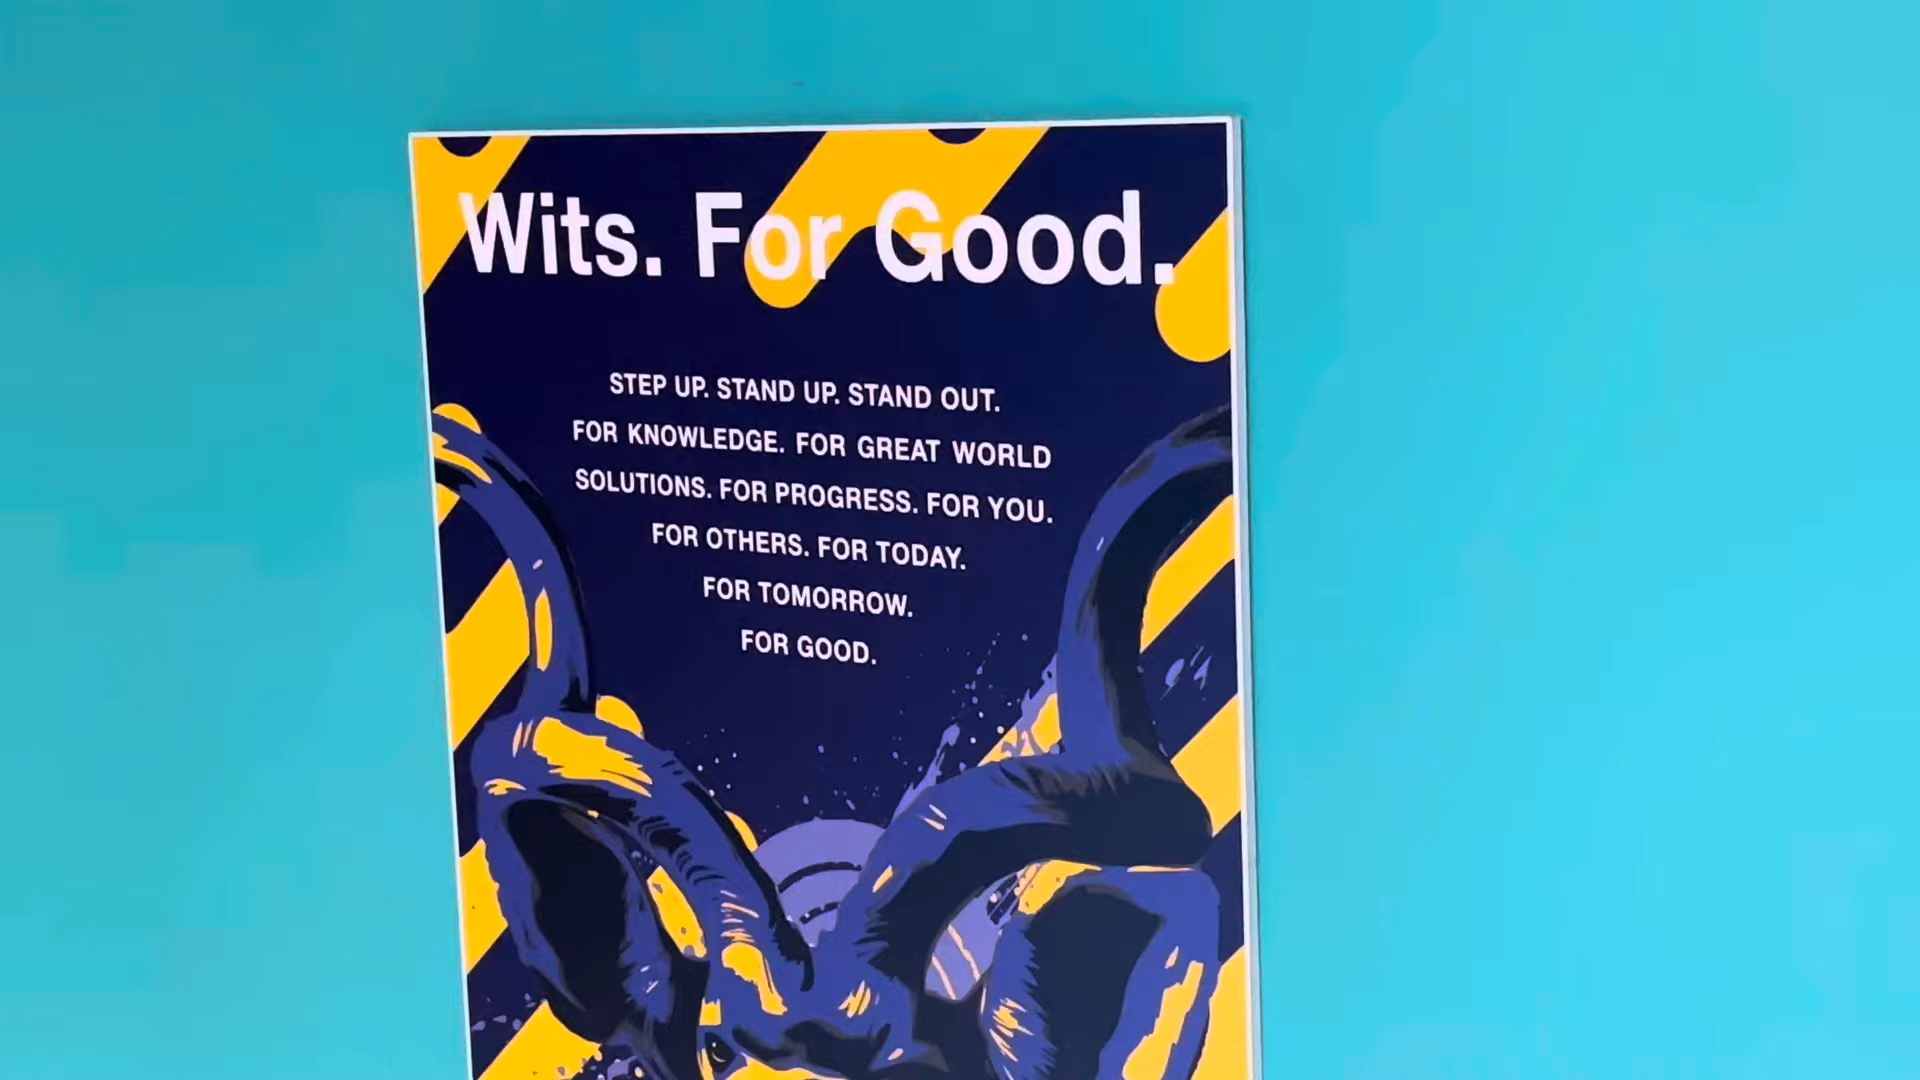 Wits. For Good.
STEP UP. STAND UP. STAND OUT.
FOR KNOWLEDGE. FOR GREAT WORLD
SOLUTIONS. FOR PROGRESS. FOR YOU.
FOR OTHERS. FOR TODAY.
FOR TOMORROW.
FOR GOOD.